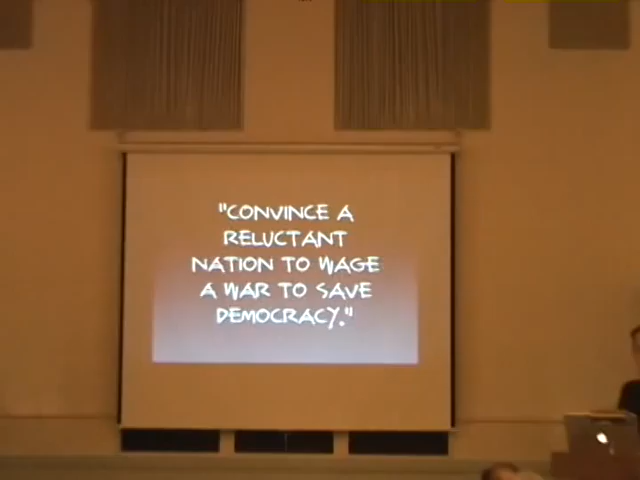 "CONVINCE A
RELUCTANT
NATION TO WAGE
A WAR TO SAVE
DEMOCRACY."